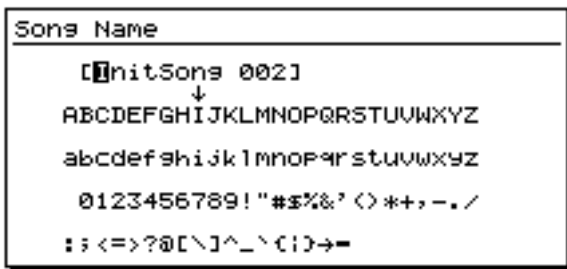 Song Name
[InitSong 002]
↓
ABCDEFGHIJKLMNOPQRSTUVWXYZ
abcdefghijklmnopqrstuvwxyz
0123456789!"#$%&'()*+,-./
:;<=>?@[\]^_`{|}→←